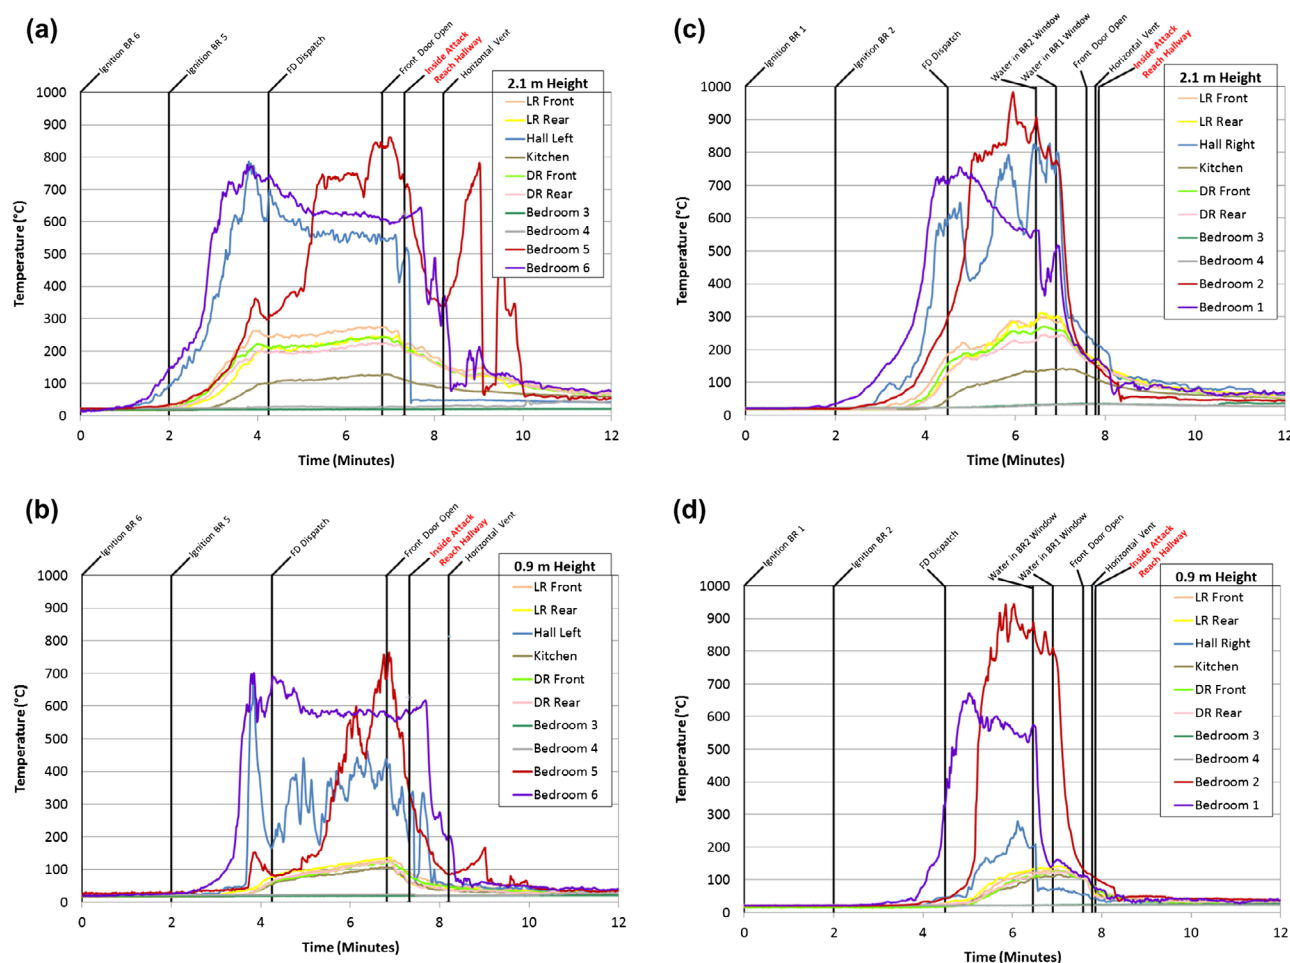 (a)
Ignition BR 6
Ignition BR 5
FD Dispatch
Front Door Open
Inside Attack
Reach Hallway
Horizontal Vent
2.1 m Height
LR Front
LR Rear
Hall Left
Kitchen
DR Front
DR Rear
Bedroom 3
Bedroom 4
Bedroom 5
Bedroom 6
Temperature (°C)
1000
900
800
700
600
500
400
300
200
100
0
0 2 4 6 8 10 12
Time (Minutes)
(c)
Ignition BR 1
Ignition BR 2
FD Dispatch
Water in BR2 Window
Water in BR1 Window
Front Door Open
Horizontal Vent
Inside Attack
Reach Hallway
2.1 m Height
LR Front
LR Rear
Hall Right
Kitchen
DR Front
DR Rear
Bedroom 3
Bedroom 4
Bedroom 2
Bedroom 1
Temperature (°C)
1000
900
800
700
600
500
400
300
200
100
0
0 2 4 6 8 10 12
Time (Minutes)
(b)
Ignition BR 6
Ignition BR 5
FD Dispatch
Front Door Open
Inside Attack
Reach Hallway
Horizontal Vent
0.9 m Height
LR Front
LR Rear
Hall Left
Kitchen
DR Front
DR Rear
Bedroom 3
Bedroom 4
Bedroom 5
Bedroom 6
Temperature (°C)
1000
900
800
700
600
500
400
300
200
100
0
0 2 4 6 8 10 12
Time (Minutes)
(d)
Ignition BR 1
Ignition BR 2
FD Dispatch
Water in BR2 Window
Water in BR1 Window
Front Door Open
Horizontal Vent
Inside Attack
Reach Hallway
0.9 m Height
LR Front
LR Rear
Hall Right
Kitchen
DR Front
DR Rear
Bedroom 3
Bedroom 4
Bedroom 2
Bedroom 1
Temperature (°C)
1000
900
800
700
600
500
400
300
200
100
0
0 2 4 6 8 10 12
Time (Minutes)